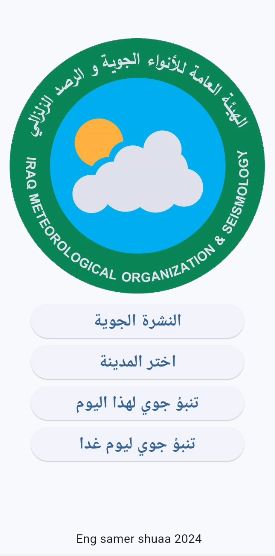 الهيئة العامة للأنواء الجوية و الرصد الزلزالي
IRAQ METEOROLOGICAL ORGANIZATION & SEISMOLOGY
النشرة الجوية
اختر المدينة
تنبؤ جوي لهذا اليوم
تنبؤ جوي ليوم غدا
Eng samer shuaa 2024